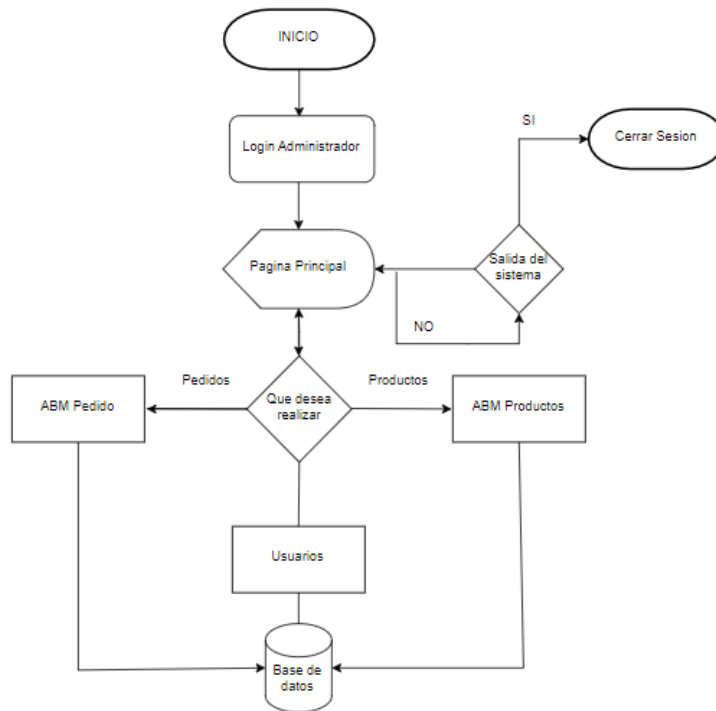 INICIO
SI
Cerrar Sesion
Login Administrador
Pagina Principal
Salida del
sistema
NO
Pedidos
Productos
ABM Pedido
Que desea
realizar
ABM Productos
Usuarios
Base de
datos